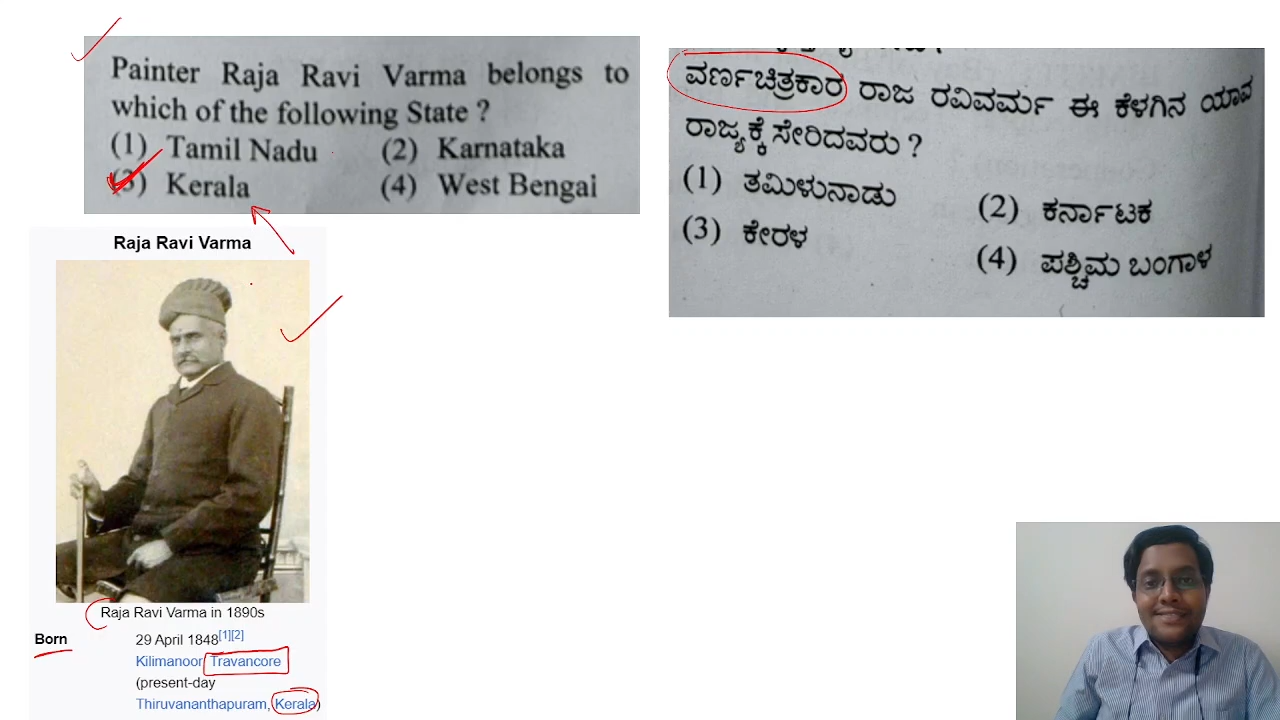 Painter Raja Ravi Varma belongs to
which of the following State ?
(1) Tamil Nadu (2) Karnataka
(3) Kerala (4) West Bengal
ವರ್ಣಚಿತ್ರಕಾರ ರಾಜ ರವಿವರ್ಮ ಈ ಕೆಳಗಿನ ಯಾವ
ರಾಜ್ಯಕ್ಕೆ ಸೇರಿದವರು ?
(1) ತಮಿಳುನಾಡು (2) ಕರ್ನಾಟಕ
(3) ಕೇರಳ (4) ಪಶ್ಚಿಮ ಬಂಗಾಳ
Raja Ravi Varma
Raja Ravi Varma in 1890s
Born 29 April 1848[1][2]
Kilimanoor, Travancore
(present-day
Thiruvananthapuram, Kerala)